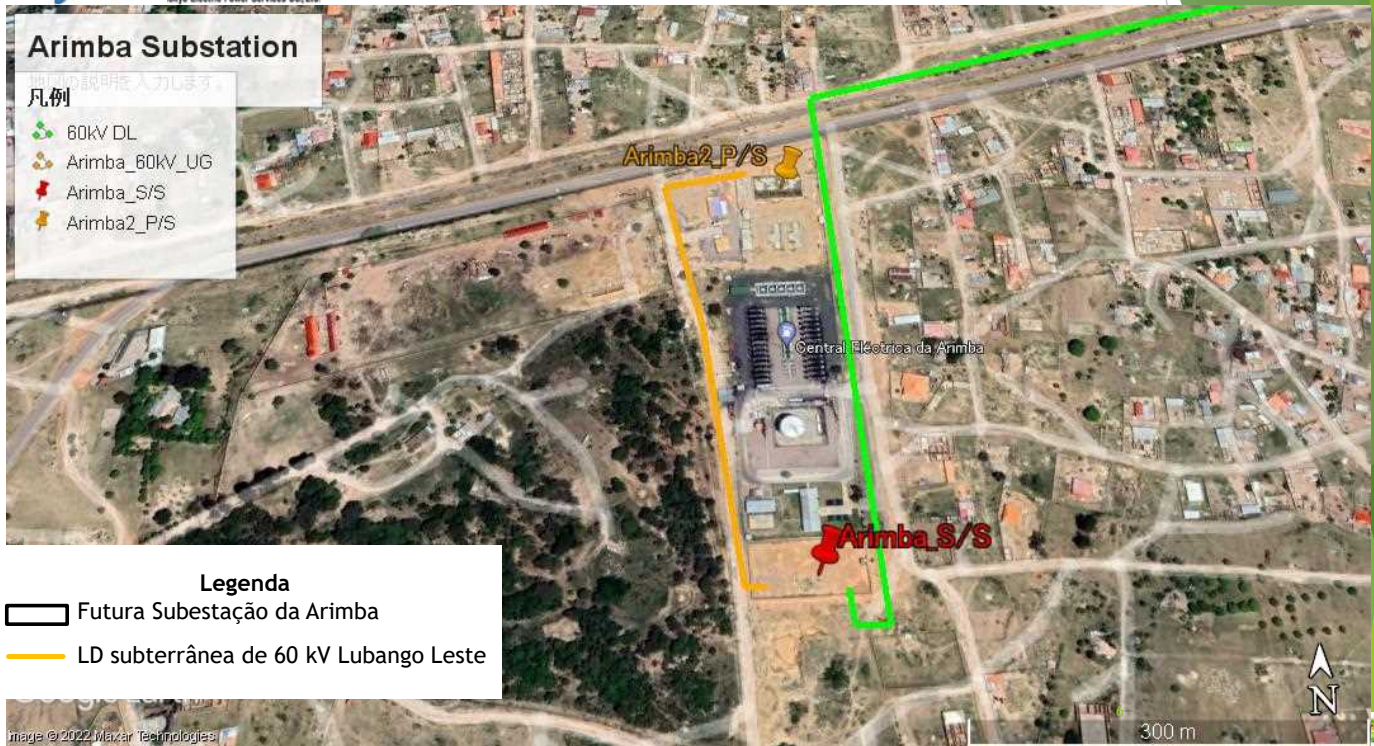 Arimba Substation
地図の説明を入力します。
凡例
60kV DL
Arimba_60kV_UG
Arimba_S/S
Arimba2_P/S
Arimba2_P/S
Central Eléctrica da Arimba
Arimba_S/S
Legenda
Futura Subestação da Arimba
LD subterrânea de 60 kV Lubango Leste
Image © 2022 Maxar Technologies
N
300 m